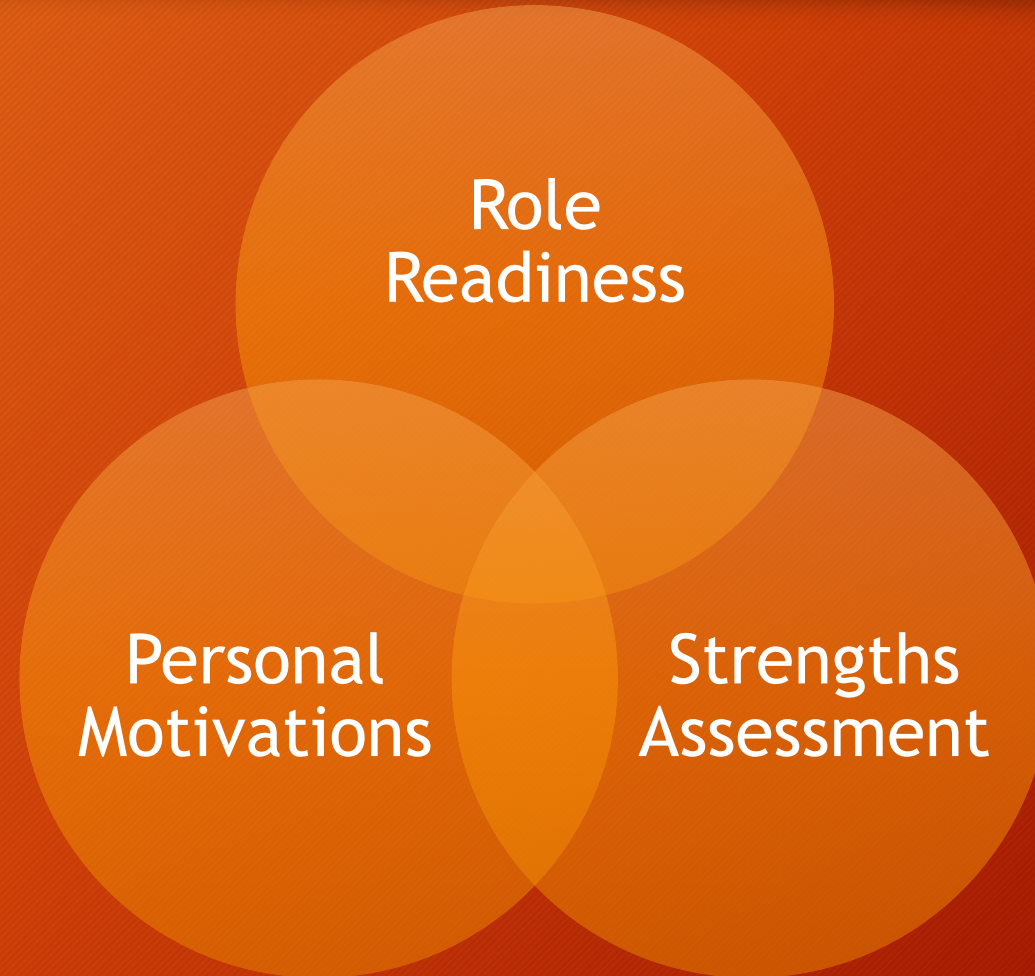 Role
Readiness
Personal
Motivations
Strengths
Assessment